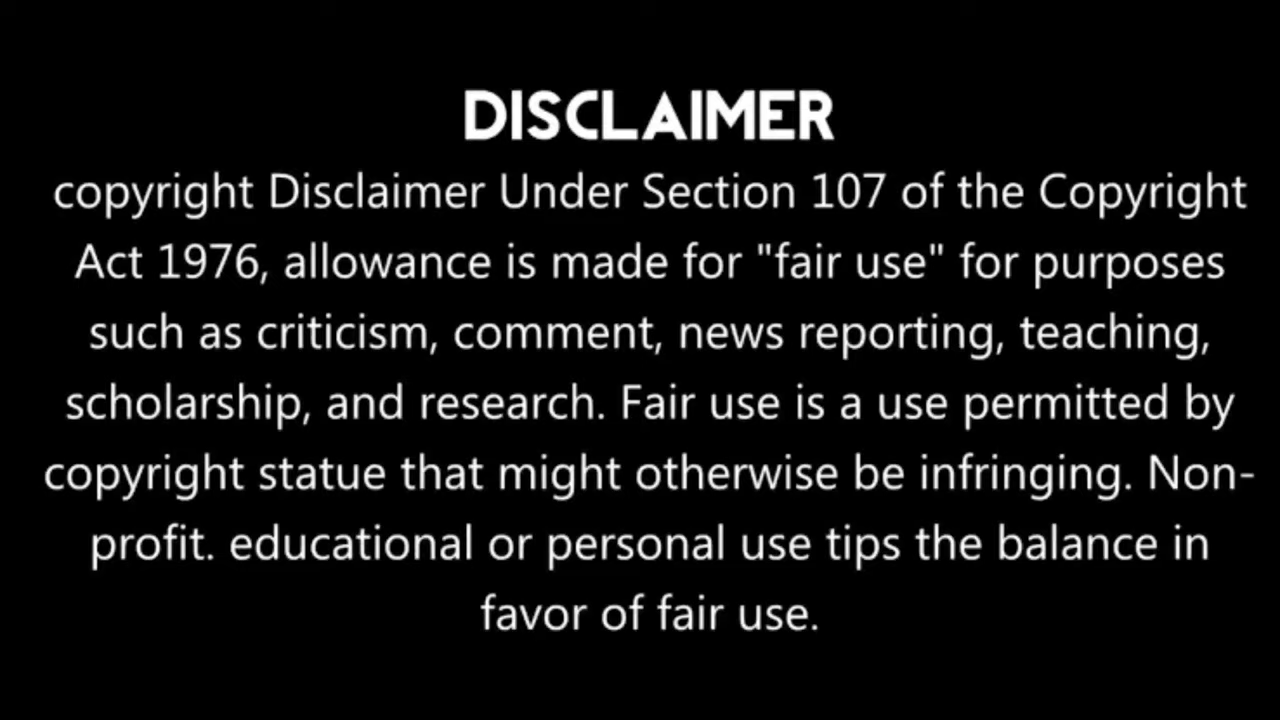 DISCLAIMER
copyright Disclaimer Under Section 107 of the Copyright
Act 1976, allowance is made for "fair use" for purposes
such as criticism, comment, news reporting, teaching,
scholarship, and research. Fair use is a use permitted by
copyright statue that might otherwise be infringing. Non-
profit. educational or personal use tips the balance in
favor of fair use.